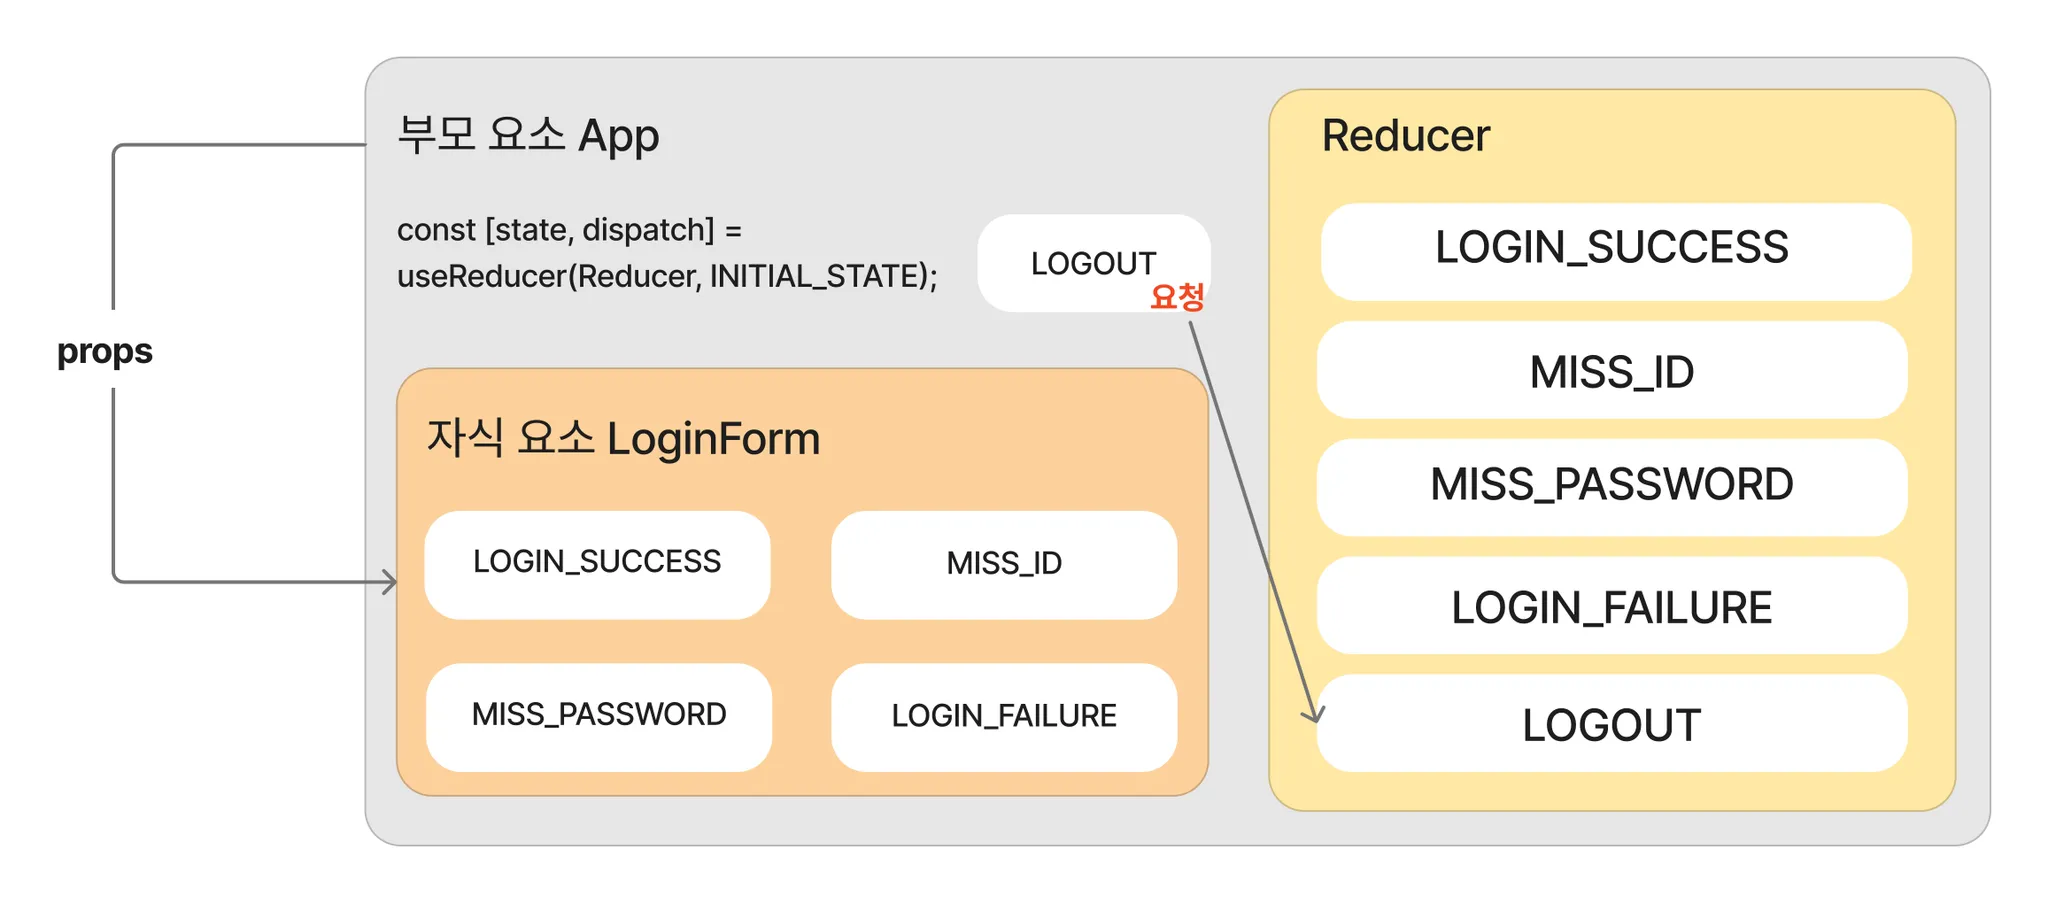 props
부모 요소 App
const [state, dispatch] =
useReducer(Reducer, INITIAL_STATE);
LOGOUT
요청
자식 요소 LoginForm
LOGIN_SUCCESS
MISS_ID
MISS_PASSWORD
LOGIN_FAILURE
Reducer
LOGIN_SUCCESS
MISS_ID
MISS_PASSWORD
LOGIN_FAILURE
LOGOUT